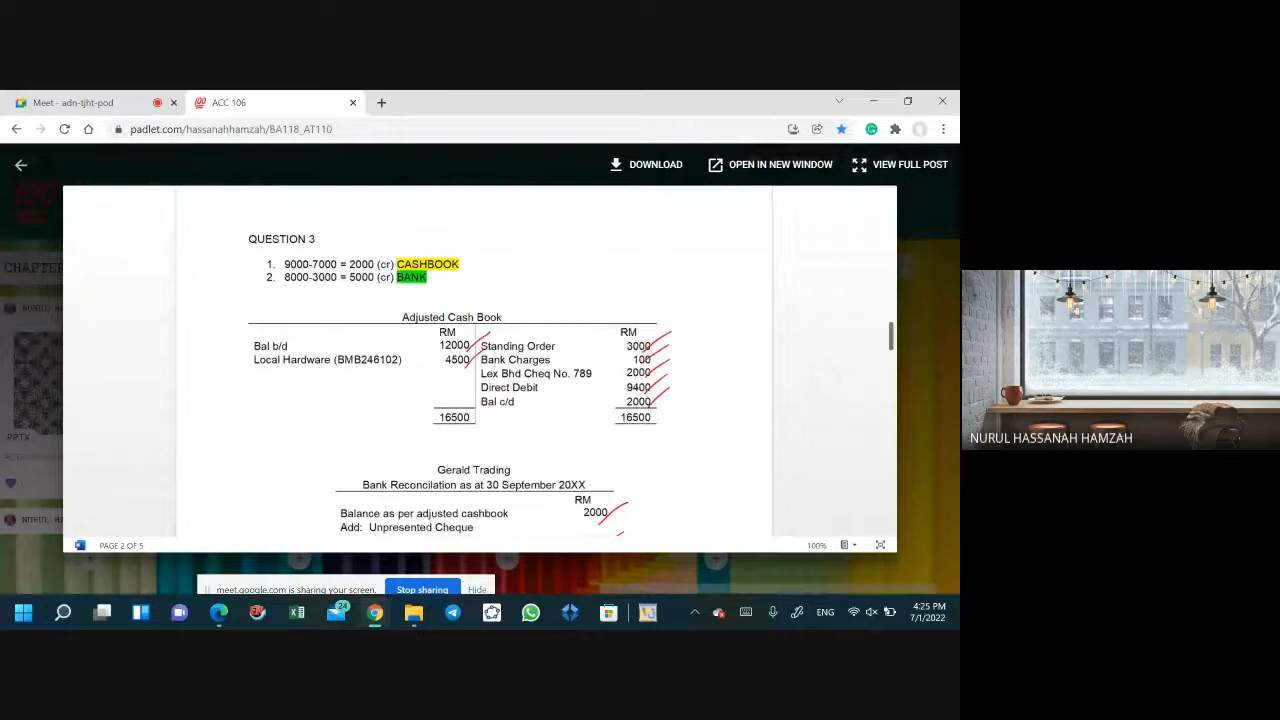 Meet - adn-tjht-pod
ACC 106
padlet.com/hassanahhamzah/BA118_AT110
DOWNLOAD OPEN IN NEW WINDOW VIEW FULL POST
QUESTION 3
1. 9000-7000 = 2000 (cr) CASHBOOK
2. 8000-3000 = 5000 (cr) BANK
Adjusted Cash Book
RM RM
Bal b/d 12000 Standing Order 3000
Local Hardware (BMB246102) 4500 Bank Charges 100
Lex Bhd Cheq No. 789 2000
Direct Debit 9400
Bal c/d 2000
16500 16500
Gerald Trading
Bank Reconcilation as at 30 September 20XX
RM
Balance as per adjusted cashbook 2000
Add: Unpresented Cheque
PAGE 2 OF 5 100%
CHAPTER
PPTX
meet.google.com is sharing your screen. Stop sharing Hide
24
ENG
4:25 PM
7/1/2022
NURUL HASSANAH HAMZAH